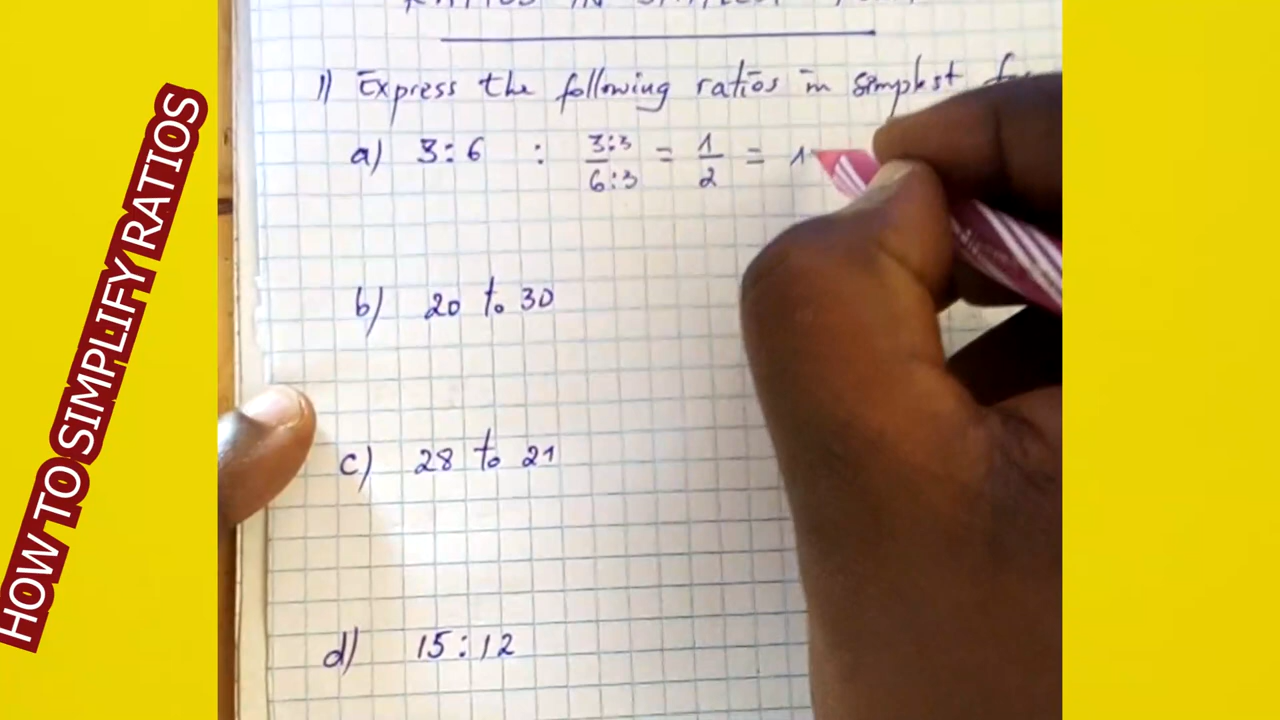 HOW TO SIMPLIFY RATIOS
1) Express the following ratios in simplest
a) 3:6 : 3:3/6:3 = 1/2 = 1
b) 20 to 30
c) 28 to 21
d) 15:12